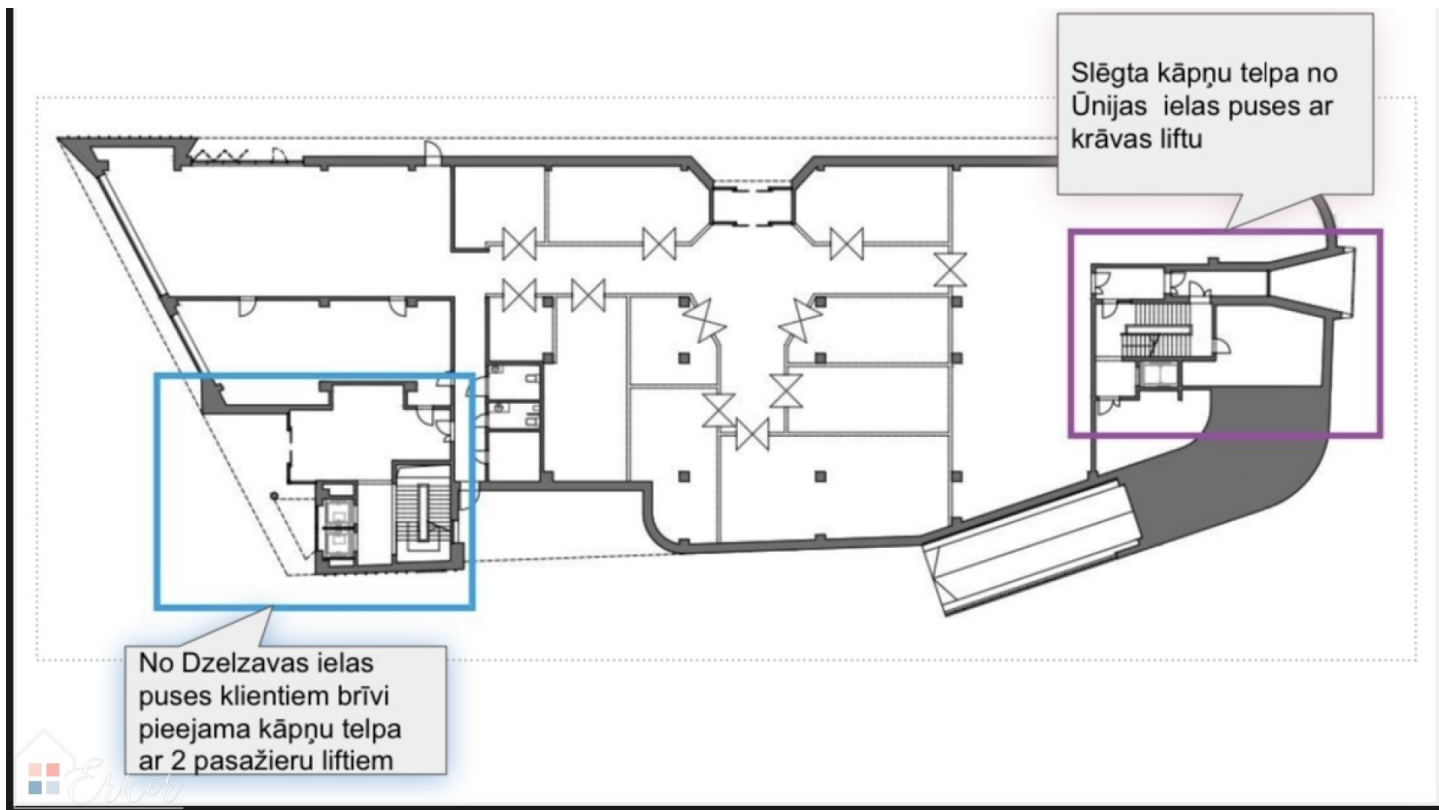 Slēgta kāpņu telpa no
Ūnijas ielas puses ar
krāvas liftu
No Dzelzavas ielas
puses klientiem brīvi
pieejama kāpņu telpa
ar 2 pasažieru liftiem
Erker